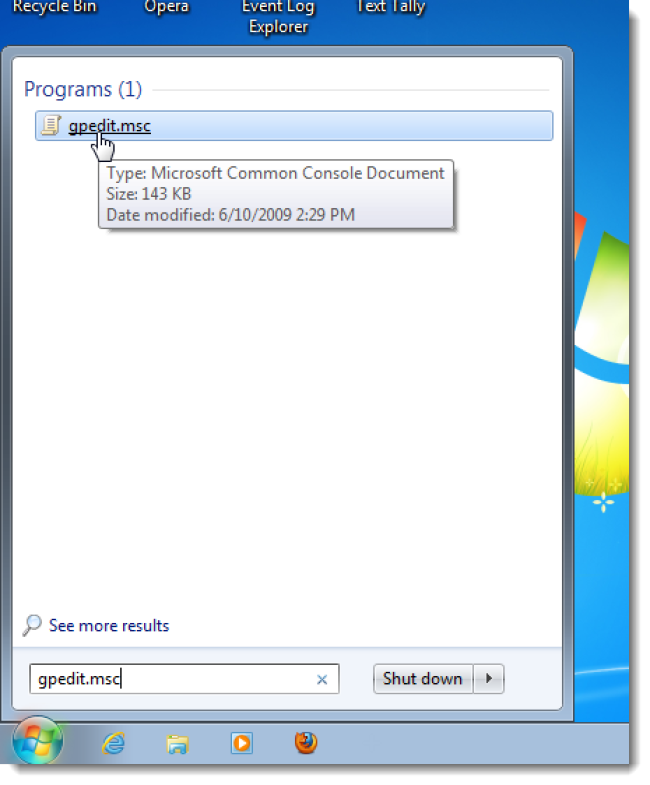 Recycle Bin
Opera
Event Log
Explorer
Text Tally
Programs (1)
gpedit.msc
Type: Microsoft Common Console Document
Size: 143 KB
Date modified: 6/10/2009 2:29 PM
See more results
gpedit.msc
Shut down